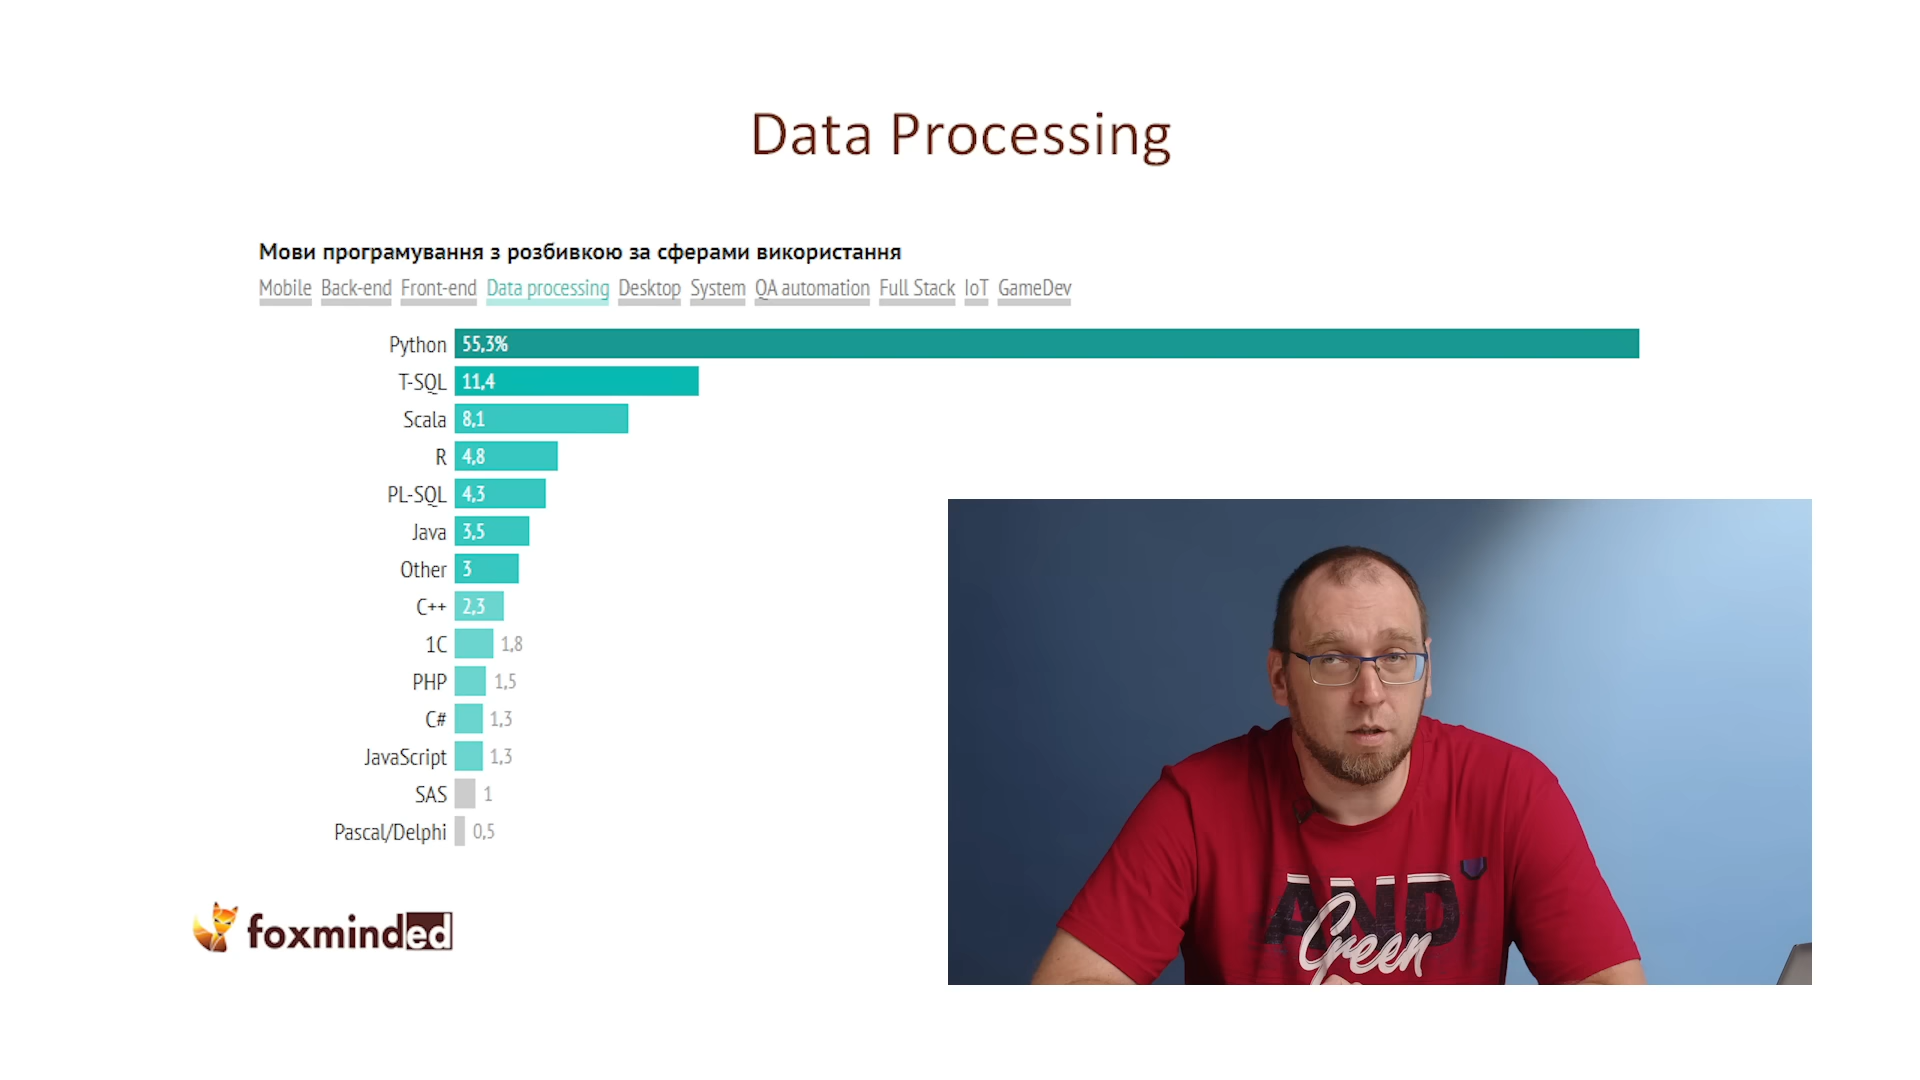 Data Processing
Мови програмування з розбивкою за сферами використання
Mobile Back-end Front-end Data processing Desktop System QA automation Full Stack IoT GameDev
Python 55,3%
T-SQL 11,4
Scala 8,1
R 4,8
PL-SQL 4,3
Java 3,5
Other 3
C++ 2,3
1C 1,8
PHP 1,5
C# 1,3
JavaScript 1,3
SAS 1
Pascal/Delphi 0,5
foxminded
AND
Green